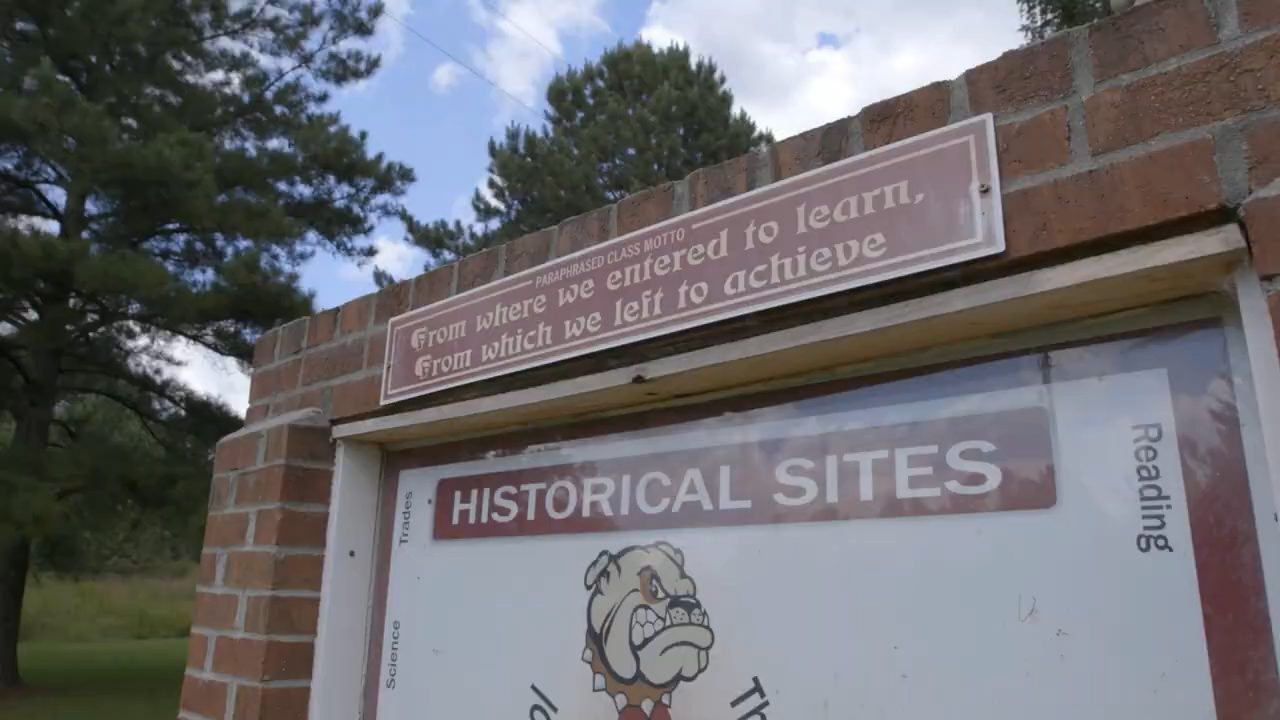 PARAPHRASED CLASS MOTTO
From where we entered to learn,
From which we left to achieve
HISTORICAL SITES
Trades
Science
Reading